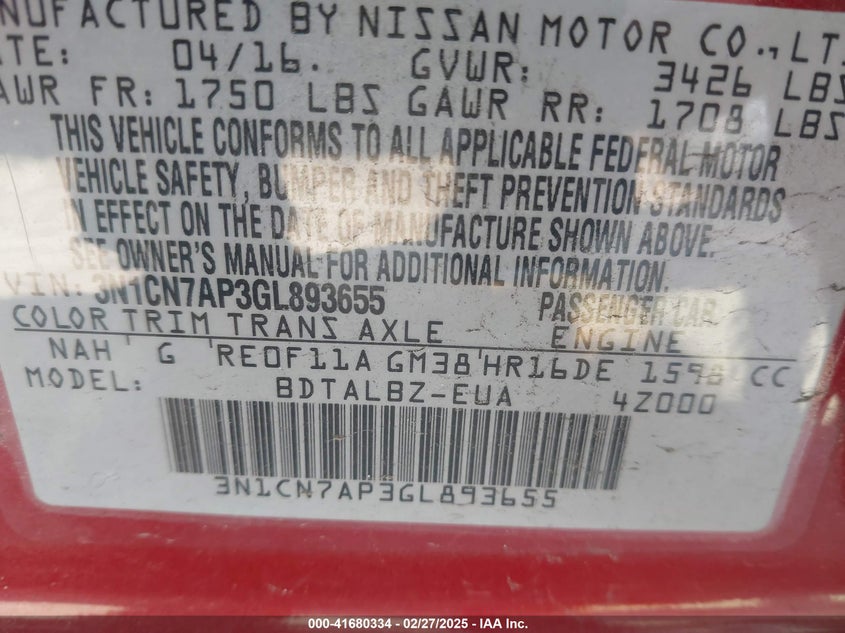 NUFACTURED BY NISSAN MOTOR CO., LT
ATE: 04/16. GVWR: 3426 LBS
AWR FR: 1750 LBS GAWR RR: 1708 LBS
THIS VEHICLE CONFORMS TO ALL APPLICABLE FEDERAL MOTOR
VEHICLE SAFETY, BUMPER AND THEFT PREVENTION STANDARDS
IN EFFECT ON THE DATE OF MANUFACTURE SHOWN ABOVE.
SEE OWNER'S MANUAL FOR ADDITIONAL INFORMATION.
VIN: 3N1CN7AP3GL893655 PASSENGER CAR
COLOR TRIM TRANS AXLE ENGINE
NAH G RE0F11A GM38 HR16DE 1598 CC
MODEL: BDTALBZ-EUA 4Z000
3N1CN7AP3GL893655
000-41680334 / 02/27/2025 / IAA Inc.